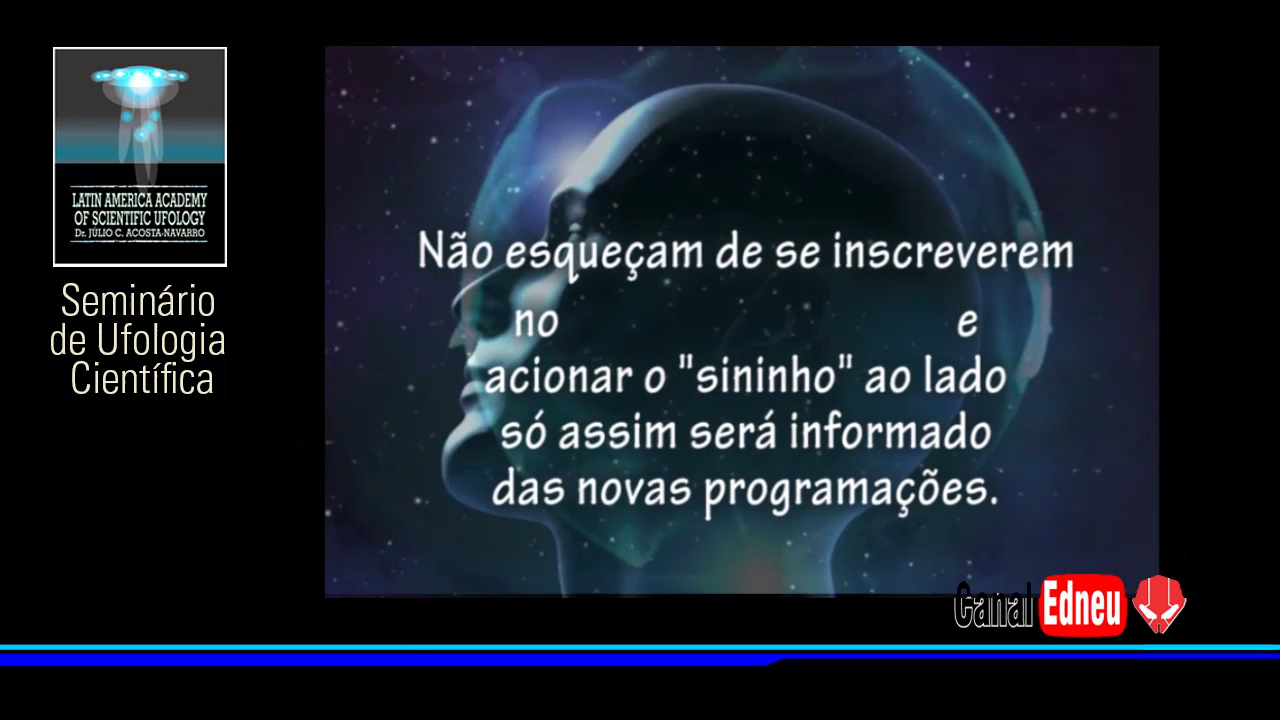 LATIN AMERICA ACADEMY
OF SCIENTIFIC UFOLOGY
Dr. JÚLIO C. ACOSTA-NAVARRO
Seminário
de Ufologia
Científica
Não esqueçam de se inscreverem
no e
acionar o "sininho" ao lado
só assim será informado
das novas programações.
Canal Edneu